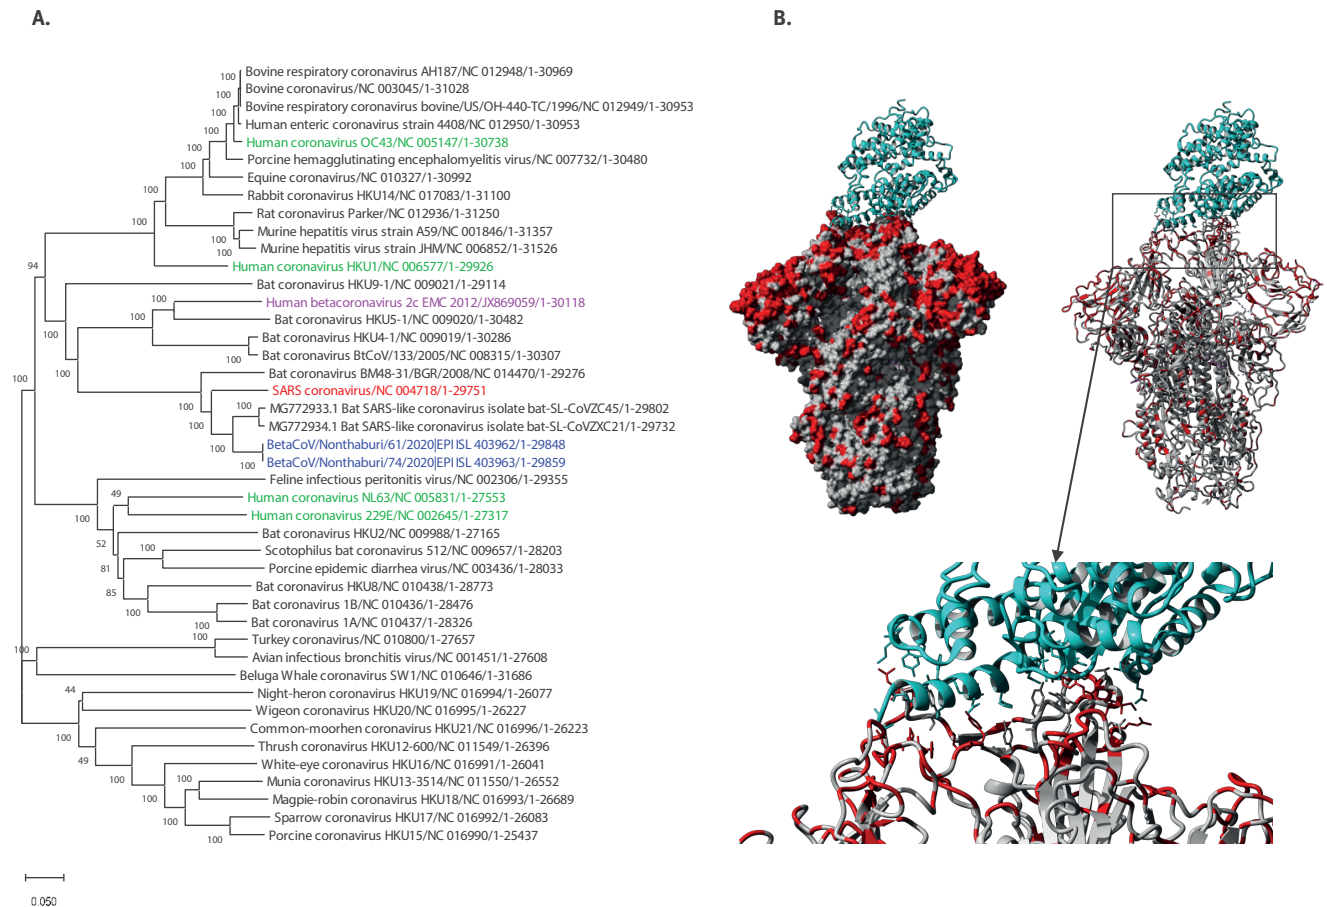 A.
B.
Bovine respiratory coronavirus AH187/NC 012948/1-30969
Bovine coronavirus/NC 003045/1-31028
Bovine respiratory coronavirus bovine/US/OH-440-TC/1996/NC 012949/1-30953
Human enteric coronavirus strain 4408/NC 012950/1-30953
Human coronavirus OC43/NC 005147/1-30738
Porcine hemagglutinating encephalomyelitis virus/NC 007732/1-30480
Equine coronavirus/NC 010327/1-30992
Rabbit coronavirus HKU14/NC 017083/1-31100
Rat coronavirus Parker/NC 012936/1-31250
Murine hepatitis virus strain A59/NC 001846/1-31357
Murine hepatitis virus strain JHM/NC 006852/1-31526
Human coronavirus HKU1/NC 006577/1-29926
Bat coronavirus HKU9-1/NC 009021/1-29114
Human betacoronavirus 2c EMC 2012/JX869059/1-30118
Bat coronavirus HKU5-1/NC 009020/1-30482
Bat coronavirus HKU4-1/NC 009019/1-30286
Bat coronavirus BtCoV/133/2005/NC 008315/1-30307
Bat coronavirus BM48-31/BGR/2008/NC 014470/1-29276
SARS coronavirus/NC 004718/1-29751
MG772933.1 Bat SARS-like coronavirus isolate bat-SL-CoVZC45/1-29802
MG772934.1 Bat SARS-like coronavirus isolate bat-SL-CoVZXC21/1-29732
BetaCoV/Nonthaburi/61/2020|EPI ISL 403962/1-29848
BetaCoV/Nonthaburi/74/2020|EPI ISL 403963/1-29859
Feline infectious peritonitis virus/NC 002306/1-29355
Human coronavirus NL63/NC 005831/1-27553
Human coronavirus 229E/NC 002645/1-27317
Bat coronavirus HKU2/NC 009988/1-27165
Scotophilus bat coronavirus 512/NC 009657/1-28203
Porcine epidemic diarrhea virus/NC 003436/1-28033
Bat coronavirus HKU8/NC 010438/1-28773
Bat coronavirus 1B/NC 010436/1-28476
Bat coronavirus 1A/NC 010437/1-28326
Turkey coronavirus/NC 010800/1-27657
Avian infectious bronchitis virus/NC 001451/1-27608
Beluga Whale coronavirus SW1/NC 010646/1-31686
Night-heron coronavirus HKU19/NC 016994/1-26077
Wigeon coronavirus HKU20/NC 016995/1-26227
Common-moorhen coronavirus HKU21/NC 016996/1-26223
Thrush coronavirus HKU12-600/NC 011549/1-26396
White-eye coronavirus HKU16/NC 016991/1-26041
Munia coronavirus HKU13-3514/NC 011550/1-26552
Magpie-robin coronavirus HKU18/NC 016993/1-26689
Sparrow coronavirus HKU17/NC 016992/1-26083
Porcine coronavirus HKU15/NC 016990/1-25437
100
100
100
100
100
100
100
100
100
100
94
100
100
100
100
100
100
100
100
100
100
49
100
52
100
81
85
100
100
100
100
44
100
49
100
100
100
100
100
0.050